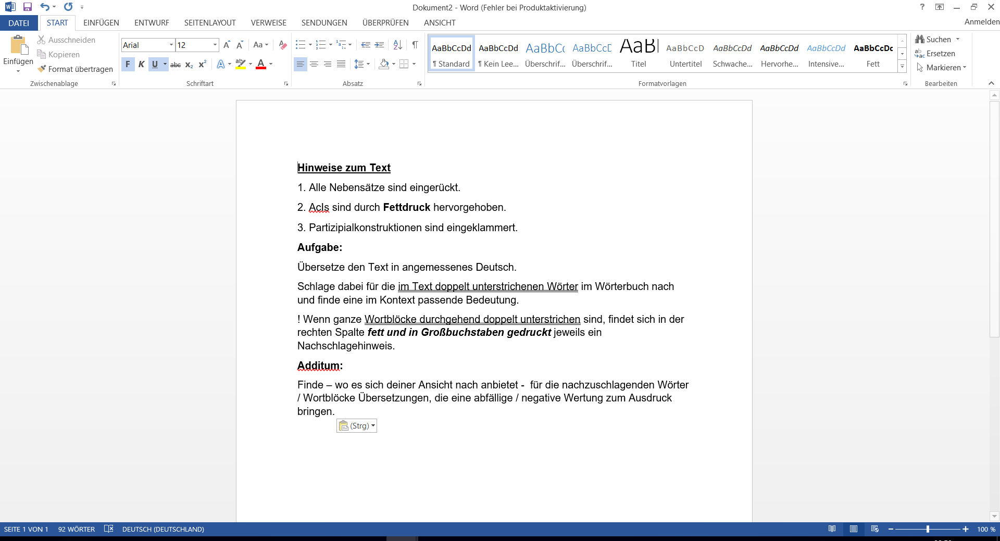 Dokument2 - Word (Fehler bei Produktaktivierung)
?
DATEI START EINFÜGEN ENTWURF SEITENLAYOUT VERWEISE SENDUNGEN ÜBERPRÜFEN ANSICHT Anmelden
Einfügen
Ausschneiden
Kopieren
Format übertragen
Zwischenablage
Arial 12
F K U abc x₂ x²
Schriftart
Absatz
AaBbCcDd AaBbCcDd AaBbCc AaBbCcD AaBl AaBbCcD AaBbCcDd AaBbCcDd AaBbCcDd AaBbCcDc
¶ Standard ¶ Kein Lee... Überschrif... Überschrif... Titel Untertitel Schwache... Hervorhe... Intensive... Fett
Formatvorlagen
Suchen
Ersetzen
Markieren
Bearbeiten
Hinweise zum Text
1. Alle Nebensätze sind eingerückt.
2. AcIs sind durch Fettdruck hervorgehoben.
3. Partizipialkonstruktionen sind eingeklammert.
Aufgabe:
Übersetze den Text in angemessenes Deutsch.
Schlage dabei für die im Text doppelt unterstrichenen Wörter im Wörterbuch nach
und finde eine im Kontext passende Bedeutung.
! Wenn ganze Wortblöcke durchgehend doppelt unterstrichen sind, findet sich in der
rechten Spalte fett und in Großbuchstaben gedruckt jeweils ein
Nachschlagehinweis.
Additum:
Finde – wo es sich deiner Ansicht nach anbietet -  für die nachzuschlagenden Wörter
/ Wortblöcke Übersetzungen, die eine abfällige / negative Wertung zum Ausdruck
bringen.
(Strg)
SEITE 1 VON 1 92 WÖRTER DEUTSCH (DEUTSCHLAND) 100 %